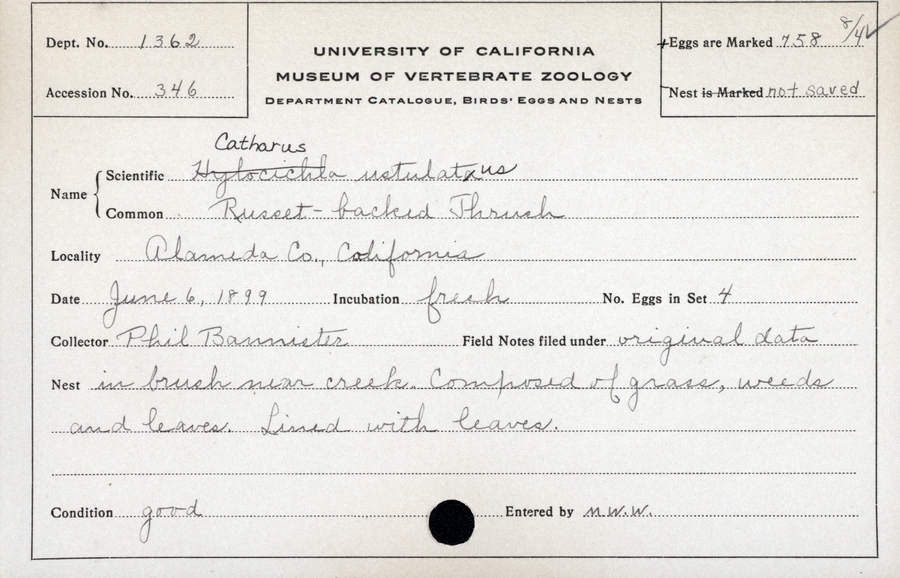 Dept. No. 1362
Accession No. 346
UNIVERSITY OF CALIFORNIA
MUSEUM OF VERTEBRATE ZOOLOGY
DEPARTMENT CATALOGUE, BIRDS' EGGS AND NESTS
Eggs are Marked 758 8/4
Nest is Marked not saved
Catharus
Name Scientific Hylocichla ustulatus
Common Russet-backed Thrush
Locality Alameda Co., California
Date June 6, 1899 Incubation fresh No. Eggs in Set 4
Collector Phil Bannister Field Notes filed under original data
Nest in brush near creek. Composed of grass, weeds
and leaves. Lined with leaves.
Condition good Entered by M.W.W.